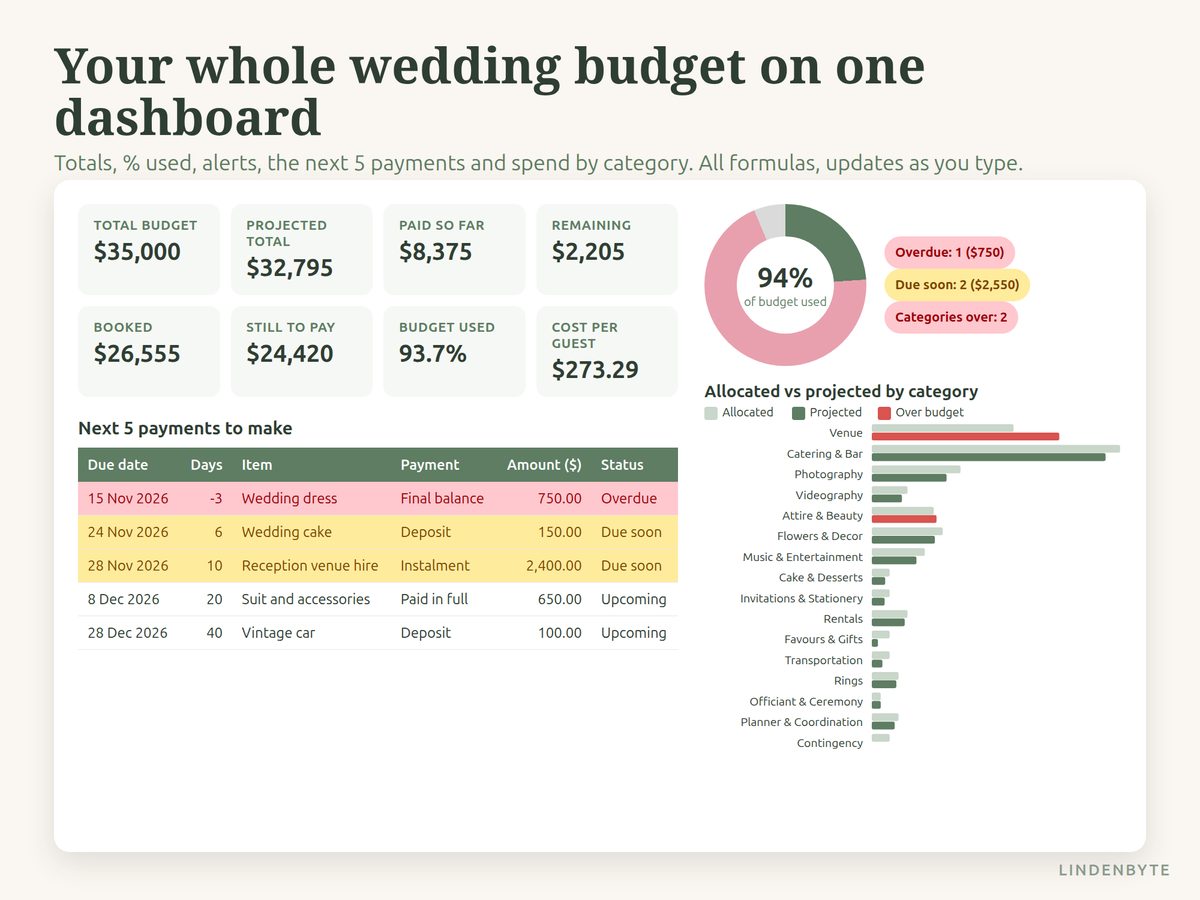 Your whole wedding budget on one
dashboard
Totals, % used, alerts, the next 5 payments and spend by category. All formulas, updates as you type.
TOTAL BUDGET
$35,000
PROJECTED
TOTAL
$32,795
PAID SO FAR
$8,375
REMAINING
$2,205
BOOKED
$26,555
STILL TO PAY
$24,420
BUDGET USED
93.7%
COST PER
GUEST
$273.29
Next 5 payments to make
Due date Days Item Payment Amount ($) Status
15 Nov 2026 -3 Wedding dress Final balance 750.00 Overdue
24 Nov 2026 6 Wedding cake Deposit 150.00 Due soon
28 Nov 2026 10 Reception venue hire Instalment 2,400.00 Due soon
8 Dec 2026 20 Suit and accessories Paid in full 650.00 Upcoming
28 Dec 2026 40 Vintage car Deposit 100.00 Upcoming
94%
of budget used
Overdue: 1 ($750)
Due soon: 2 ($2,550)
Categories over: 2
Allocated vs projected by category
Allocated Projected Over budget
Venue
Catering & Bar
Photography
Videography
Attire & Beauty
Flowers & Decor
Music & Entertainment
Cake & Desserts
Invitations & Stationery
Rentals
Favours & Gifts
Transportation
Rings
Officiant & Ceremony
Planner & Coordination
Contingency
LINDENBYTE